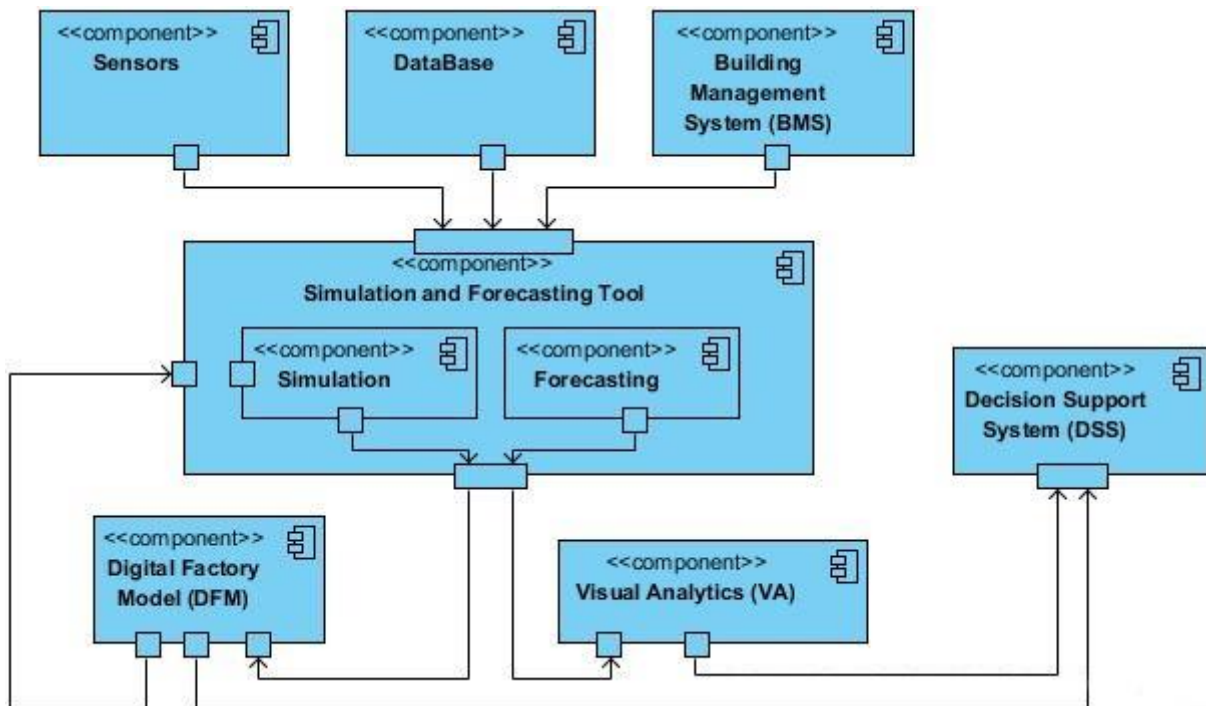 <<component>>
Sensors
<<component>>
DataBase
<<component>>
Building
Management
System (BMS)
<<component>>
Simulation and Forecasting Tool
<<component>>
Simulation
<<component>>
Forecasting
<<component>>
Decision Support
System (DSS)
<<component>>
Digital Factory
Model (DFM)
<<component>>
Visual Analytics (VA)